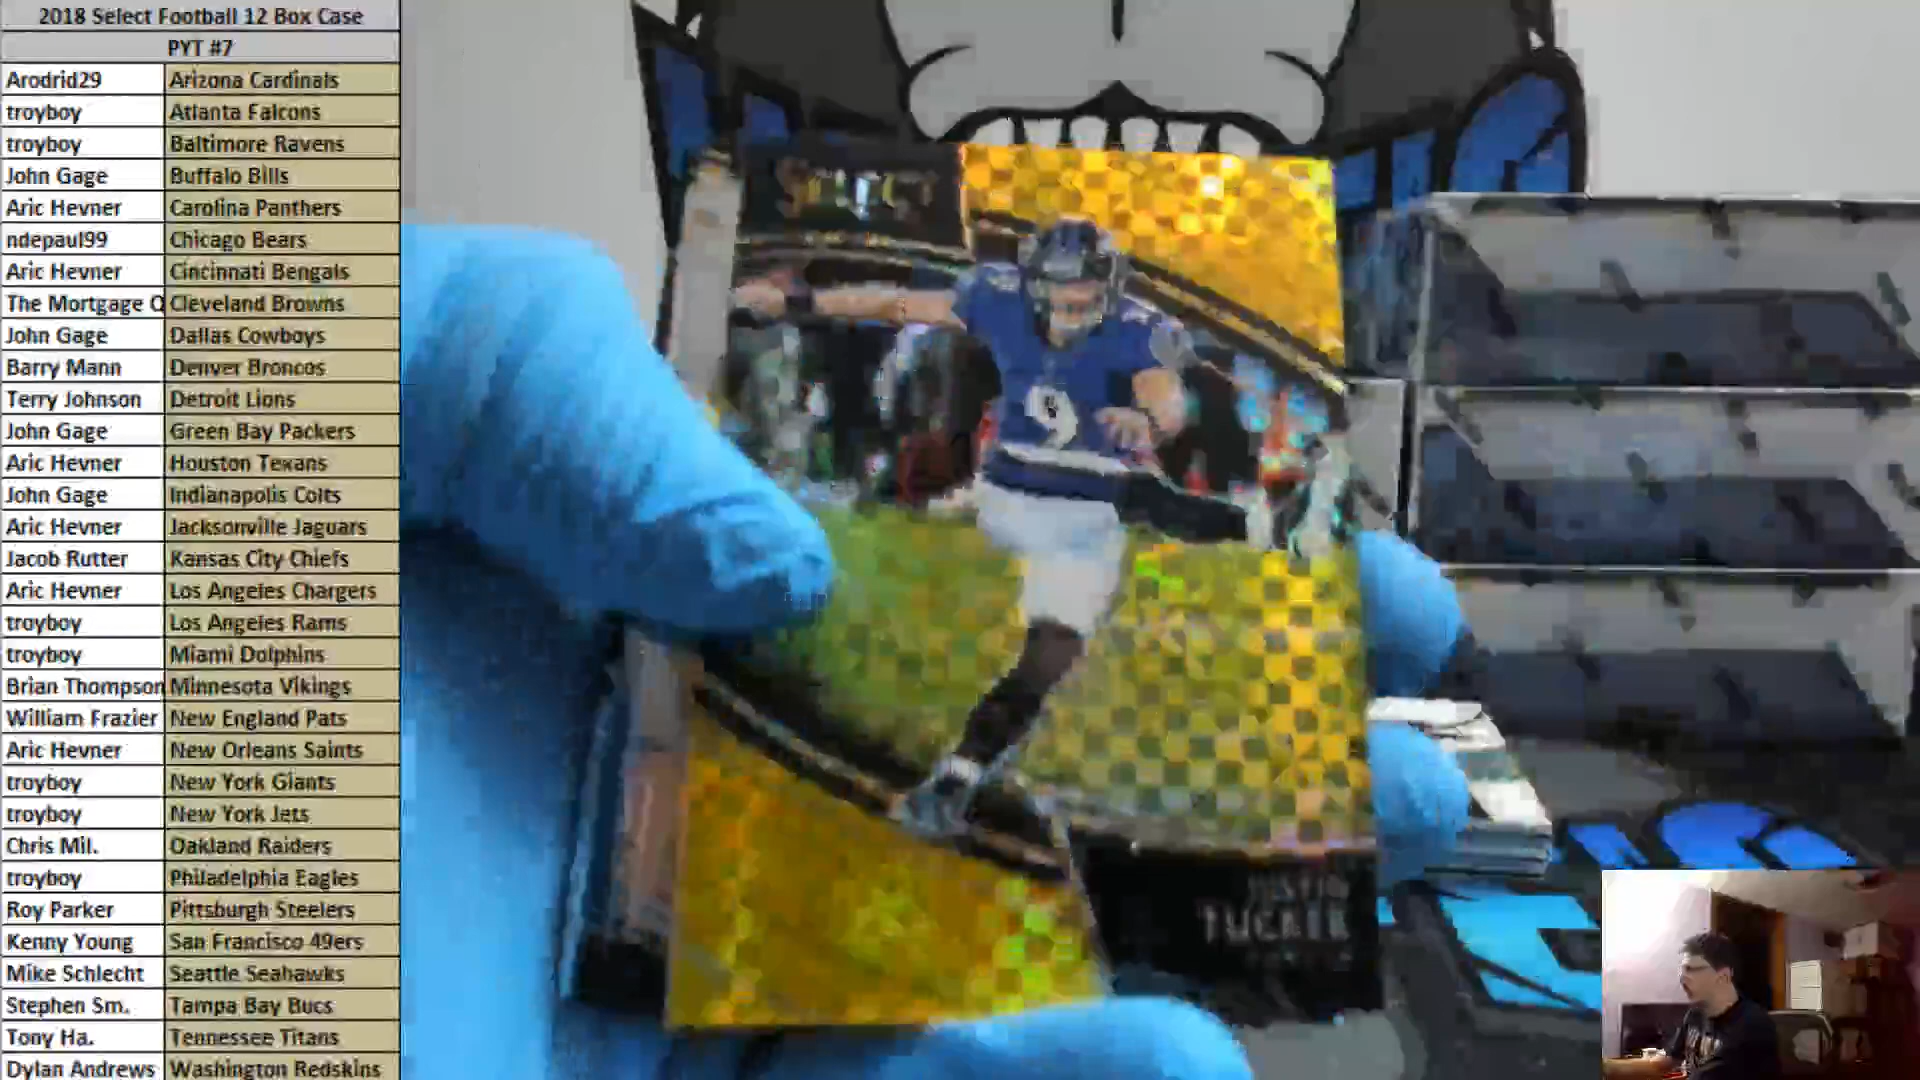 2018 Select Football 12 Box Case
PYT #7
Arodrid29 Arizona Cardinals
troyboy Atlanta Falcons
troyboy Baltimore Ravens
John Gage Buffalo Bills
Aric Hevner Carolina Panthers
ndepaul99 Chicago Bears
Aric Hevner Cincinnati Bengals
The Mortgage Cleveland Browns
John Gage Dallas Cowboys
Barry Mann Denver Broncos
Terry Johnson Detroit Lions
John Gage Green Bay Packers
Aric Hevner Houston Texans
John Gage Indianapolis Colts
Aric Hevner Jacksonville Jaguars
Jacob Rutter Kansas City Chiefs
Aric Hevner Los Angeles Chargers
troyboy Los Angeles Rams
troyboy Miami Dolphins
Brian Thompson Minnesota Vikings
William Frazier New England Pats
Aric Hevner New Orleans Saints
troyboy New York Giants
troyboy New York Jets
Chris Mil. Oakland Raiders
troyboy Philadelphia Eagles
Roy Parker Pittsburgh Steelers
Kenny Young San Francisco 49ers
Mike Schlecht Seattle Seahawks
Stephen Sm. Tampa Bay Bucs
Tony Ha. Tennessee Titans
Dylan Andrews Washington Redskins
SELECT
9
JUSTIN
TUCKER